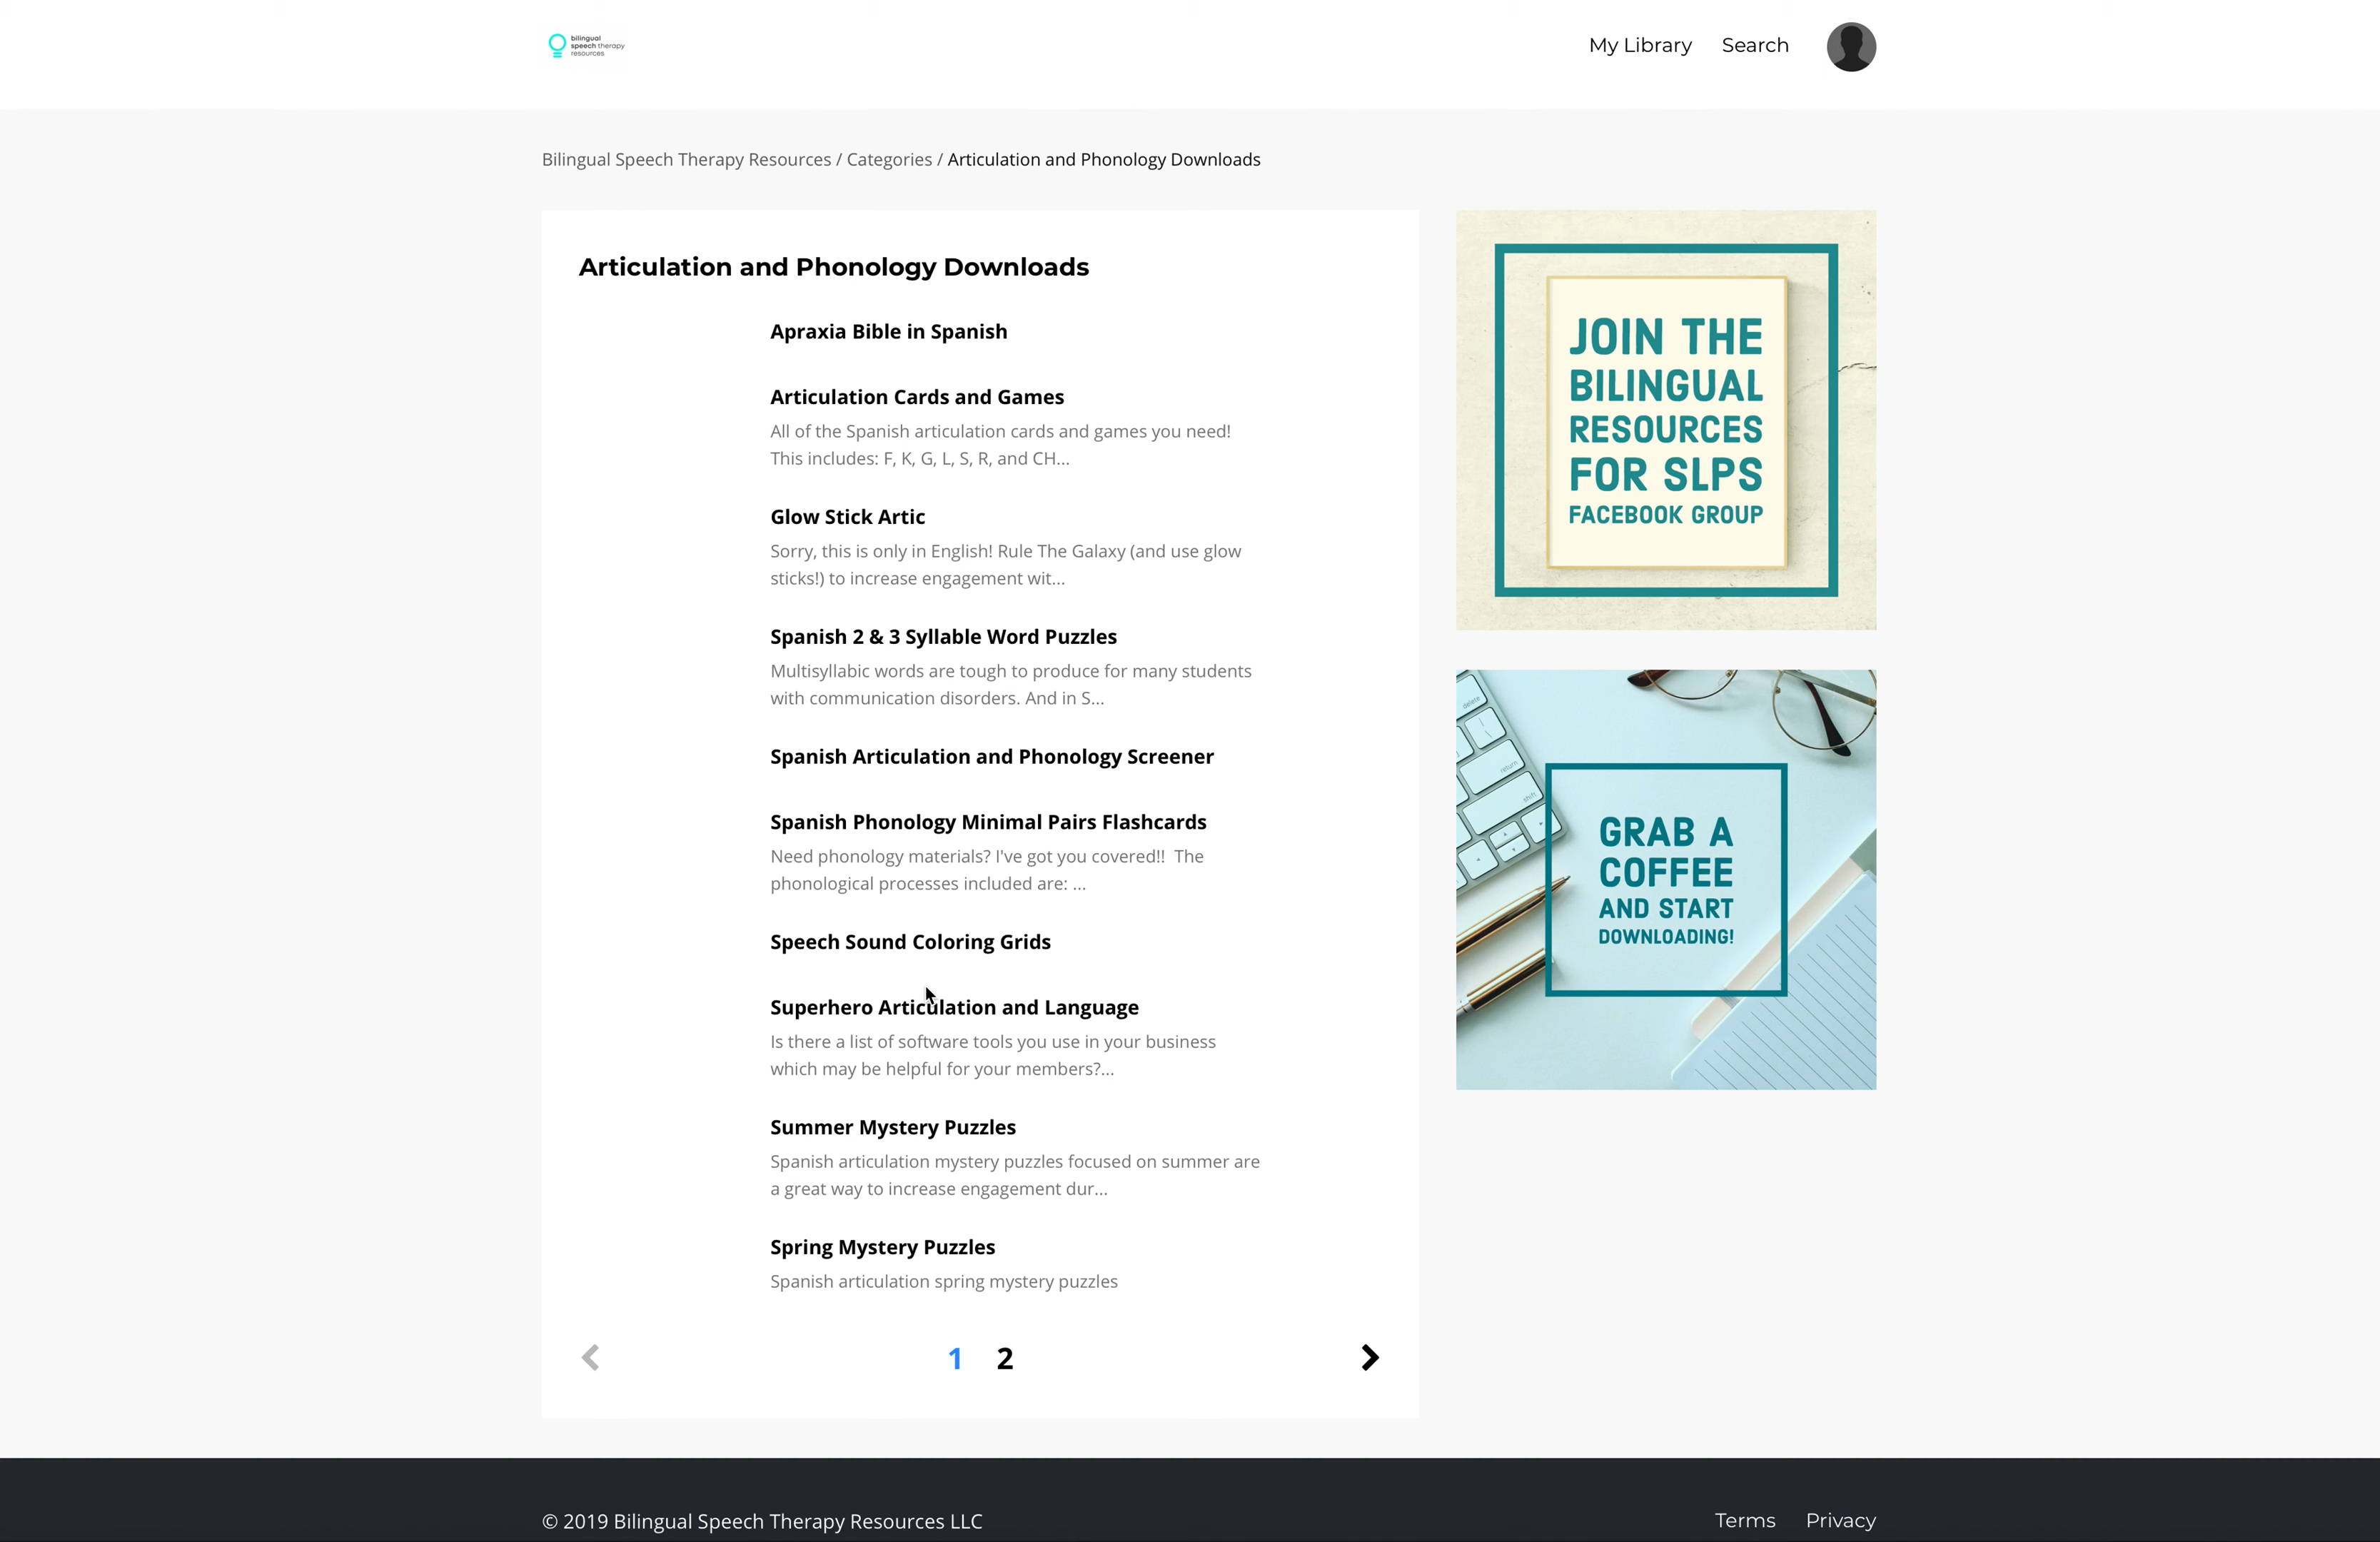 bilingual
speech therapy
resources
My Library
Search
Bilingual Speech Therapy Resources / Categories / Articulation and Phonology Downloads
Articulation and Phonology Downloads
Apraxia Bible in Spanish
Articulation Cards and Games
All of the Spanish articulation cards and games you need!
This includes: F, K, G, L, S, R, and CH...
Glow Stick Artic
Sorry, this is only in English! Rule The Galaxy (and use glow
sticks!) to increase engagement wit...
Spanish 2 & 3 Syllable Word Puzzles
Multisyllabic words are tough to produce for many students
with communication disorders. And in S...
Spanish Articulation and Phonology Screener
Spanish Phonology Minimal Pairs Flashcards
Need phonology materials? I've got you covered!!  The
phonological processes included are: ...
Speech Sound Coloring Grids
Superhero Articulation and Language
Is there a list of software tools you use in your business
which may be helpful for your members?...
Summer Mystery Puzzles
Spanish articulation mystery puzzles focused on summer are
a great way to increase engagement dur...
Spring Mystery Puzzles
Spanish articulation spring mystery puzzles
1 2
JOIN THE
BILINGUAL
RESOURCES
FOR SLPS
FACEBOOK GROUP
delete
return
shift
GRAB A
COFFEE
AND START
DOWNLOADING!
© 2019 Bilingual Speech Therapy Resources LLC
Terms
Privacy